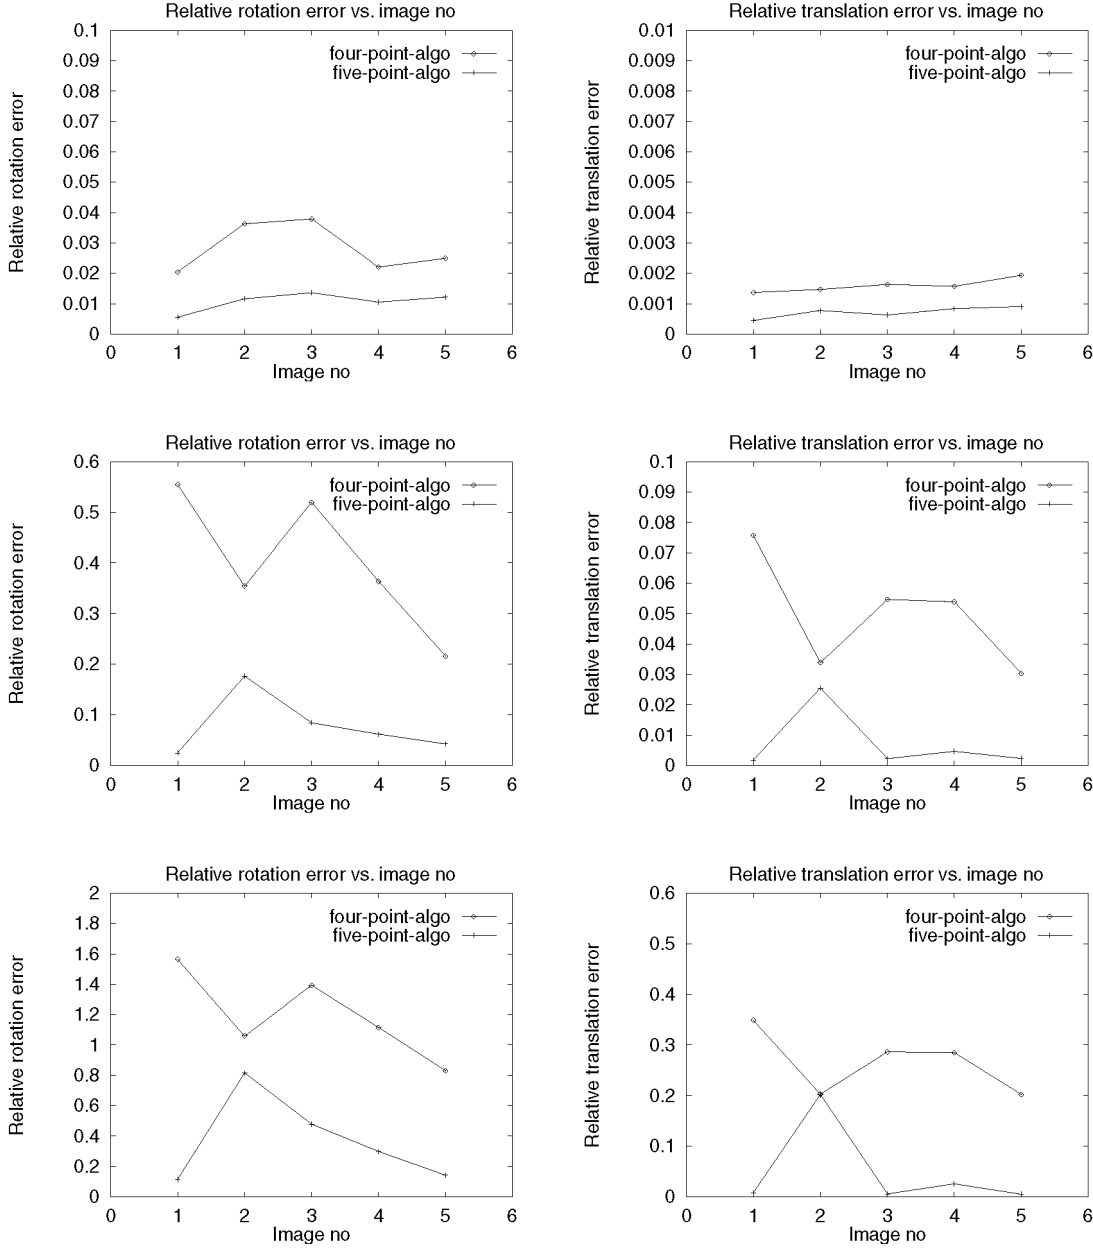 Relative rotation error vs. image no
0.1
0.09
0.08
0.07
0.06
0.05
0.04
0.03
0.02
0.01
0
Relative rotation error
four-point-algo
five-point-algo
0 1 2 3 4 5 6
Image no
Relative translation error vs. image no
0.01
0.009
0.008
0.007
0.006
0.005
0.004
0.003
0.002
0.001
0
Relative translation error
four-point-algo
five-point-algo
0 1 2 3 4 5 6
Image no
Relative rotation error vs. image no
0.6
0.5
0.4
0.3
0.2
0.1
0
Relative rotation error
four-point-algo
five-point-algo
0 1 2 3 4 5 6
Image no
Relative translation error vs. image no
0.1
0.09
0.08
0.07
0.06
0.05
0.04
0.03
0.02
0.01
0
Relative translation error
four-point-algo
five-point-algo
0 1 2 3 4 5 6
Image no
Relative rotation error vs. image no
2
1.8
1.6
1.4
1.2
1
0.8
0.6
0.4
0.2
0
Relative rotation error
four-point-algo
five-point-algo
0 1 2 3 4 5 6
Image no
Relative translation error vs. image no
0.6
0.5
0.4
0.3
0.2
0.1
0
Relative translation error
four-point-algo
five-point-algo
0 1 2 3 4 5 6
Image no